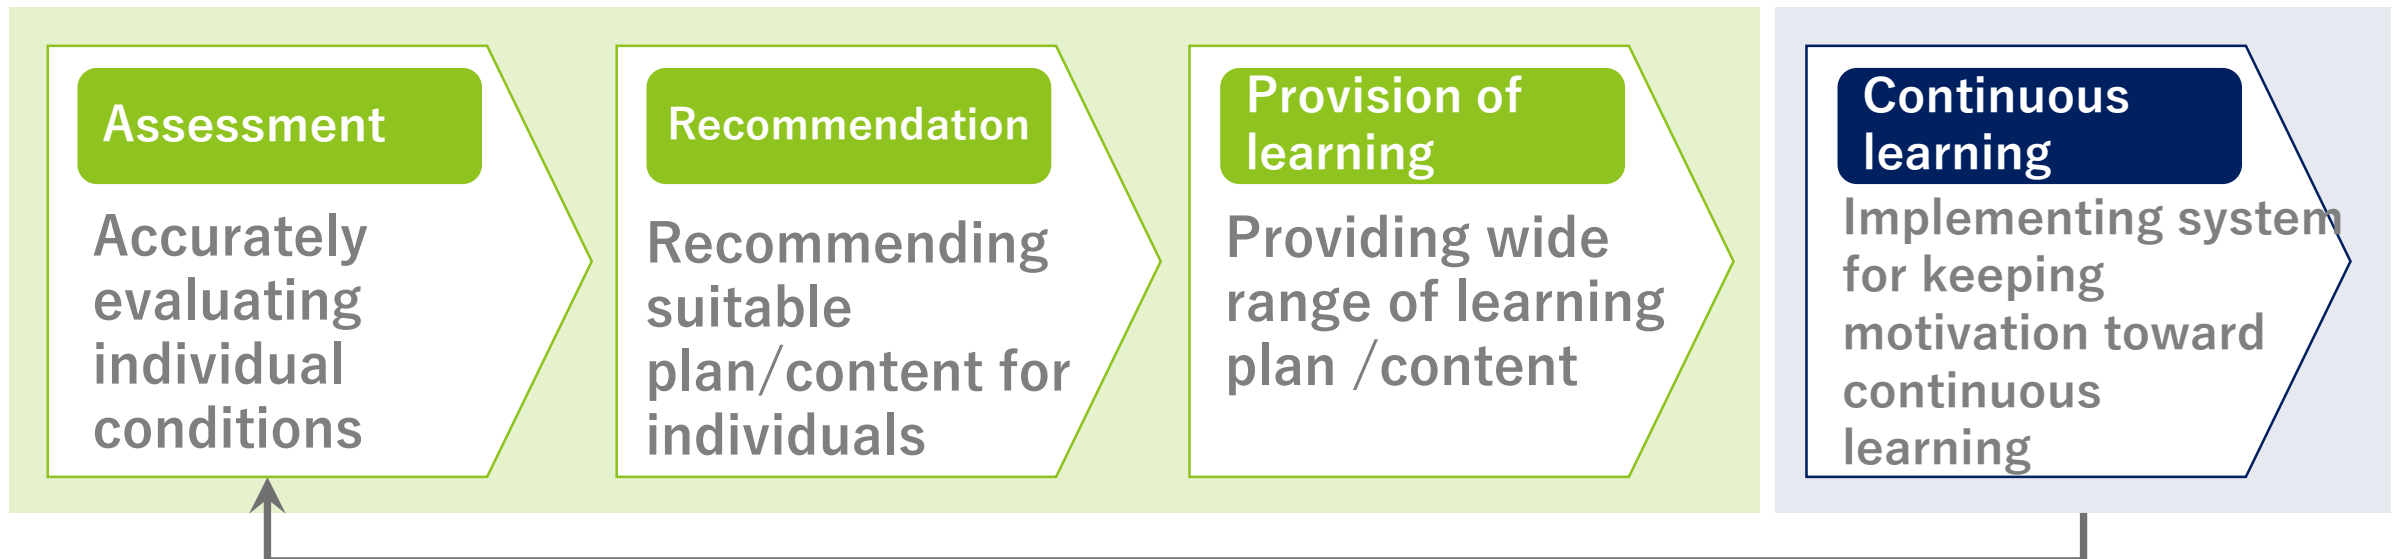 Assessment
Accurately
evaluating
individual
conditions
Recommendation
Recommending
suitable
plan/content for
individuals
Provision of
learning
Providing wide
range of learning
plan /content
Continuous
learning
Implementing system
for keeping
motivation toward
continuous
learning